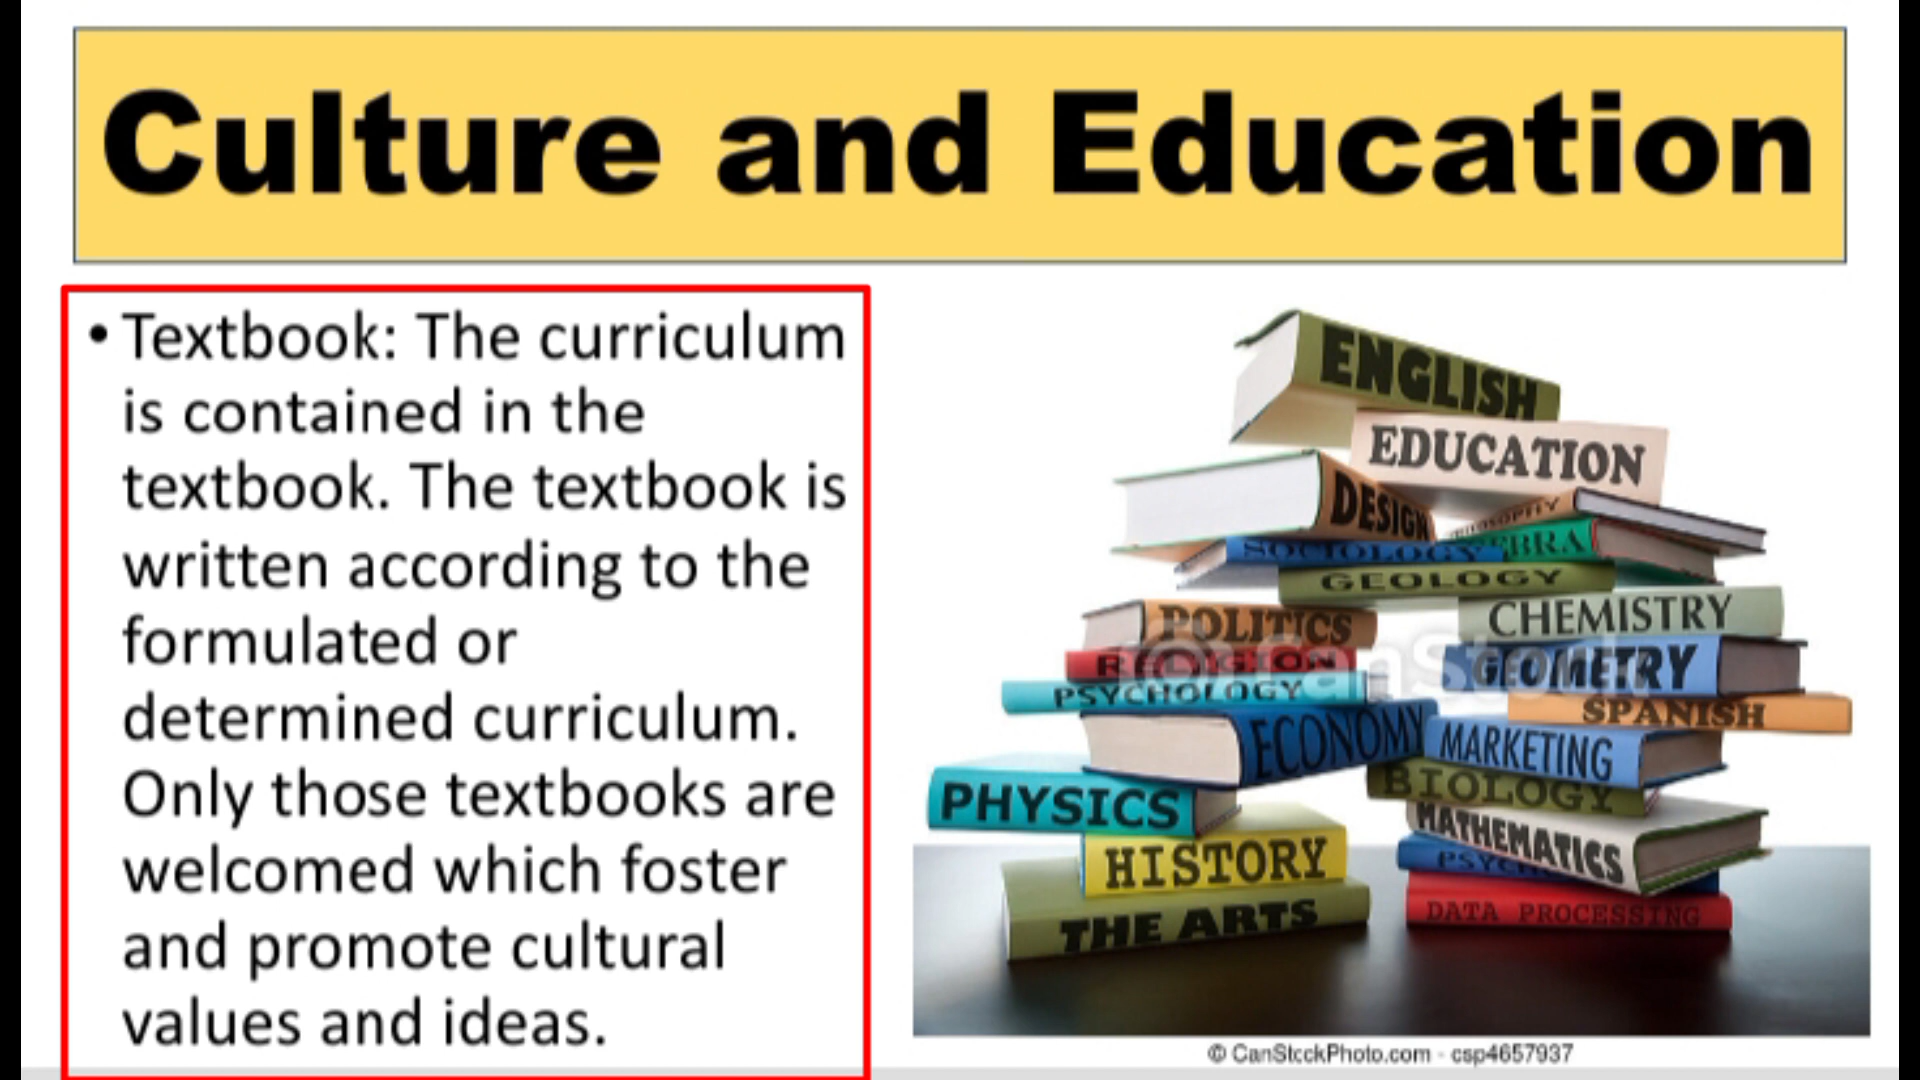 Culture and Education
• Textbook: The curriculum
is contained in the
textbook. The textbook is
written according to the
formulated or
determined curriculum.
Only those textbooks are
welcomed which foster
and promote cultural
values and ideas.
ENGLISH
EDUCATION
DESIGN
SOCIOLOGY
GEOLOGY
POLITICS
CHEMISTRY
RELIGION
GEOMETRY
PSYCHOLOGY
SPANISH
ECONOMY
MARKETING
BIOLOGY
PHYSICS
MATHEMATICS
HISTORY
THE ARTS
DATA PROCESSING
© CanStockPhoto.com - csp4657937